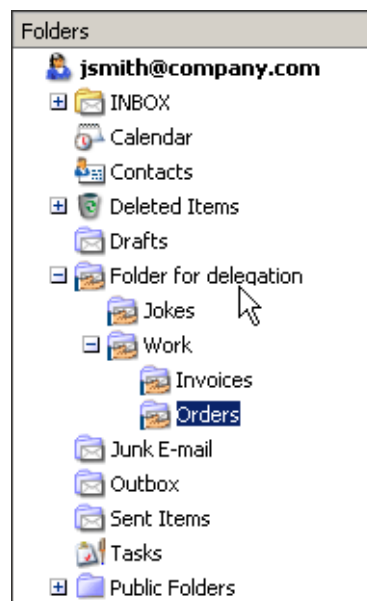 Folders
jsmith@company.com
INBOX
Calendar
Contacts
Deleted Items
Drafts
Folder for delegation
Jokes
Work
Invoices
Orders
Junk E-mail
Outbox
Sent Items
Tasks
Public Folders